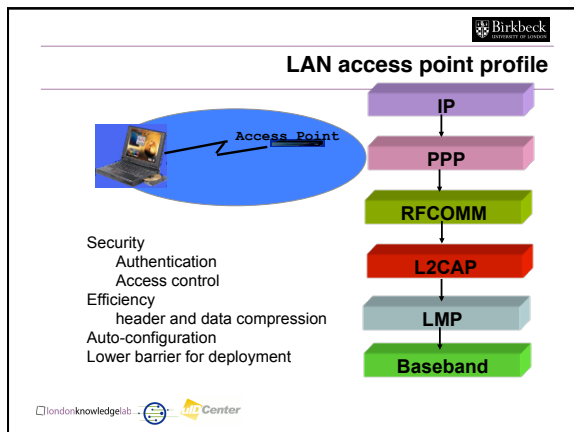 Birkbeck
UNIVERSITY OF LONDON
LAN access point profile
Access Point
IP
PPP
RFCOMM
L2CAP
LMP
Baseband
Security
Authentication
Access control
Efficiency
header and data compression
Auto-configuration
Lower barrier for deployment
londonknowledgelab
Center